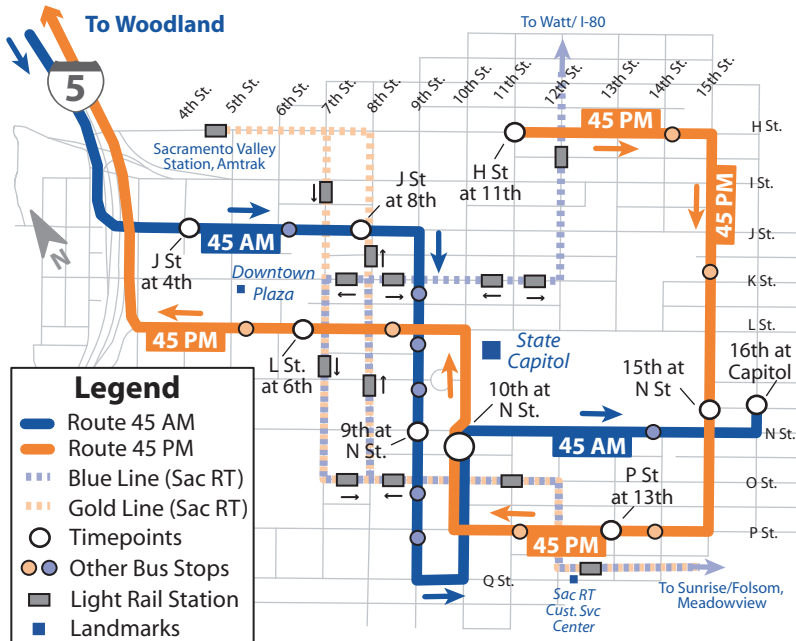 To Woodland
To Watt/ I-80
5
4th St.
5th St.
6th St.
7th St.
8th St.
9th St.
10th St.
11th St.
12th St.
13th St.
14th St.
15th St.
45 PM
H St.
Sacramento Valley
Station, Amtrak
H St
at 11th
J St
at 8th
I St.
45 PM
J St.
45 AM
J St
at 4th
Downtown
Plaza
K St.
N
L St.
45 PM
L St.
at 6th
State
Capitol
16th at
Capitol
15th at
N St
10th at
N St.
9th at
N St.
45 AM
N St.
P St
at 13th
O St.
45 PM
P St.
Q St.
Sac RT
Cust. Svc
Center
To Sunrise/Folsom,
Meadowview
Legend
Route 45 AM
Route 45 PM
Blue Line (Sac RT)
Gold Line (Sac RT)
Timepoints
Other Bus Stops
Light Rail Station
Landmarks